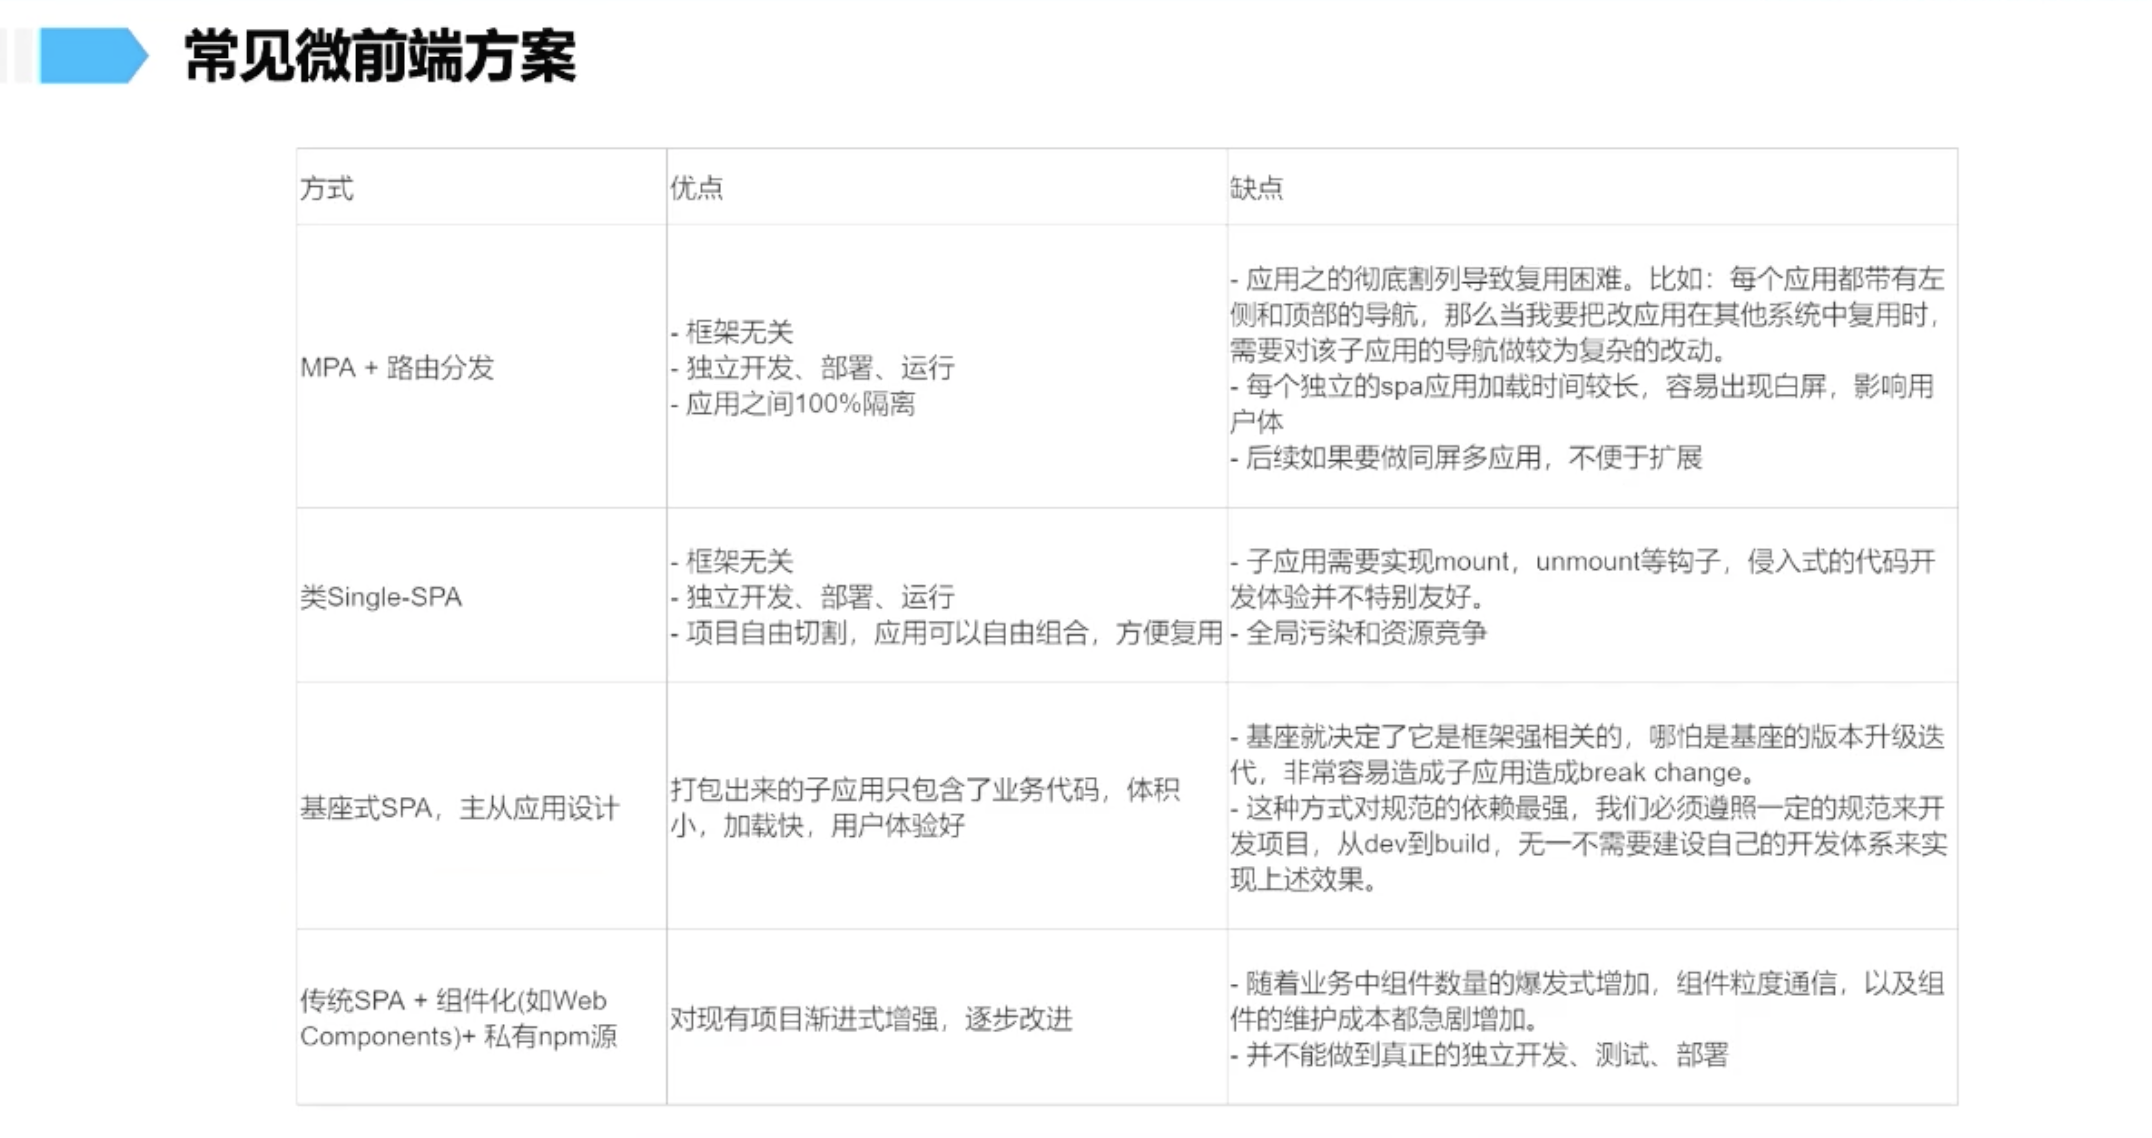 常见微前端方案
方式
优点
缺点
MPA + 路由分发
- 框架无关
- 独立开发、部署、运行
- 应用之间100%隔离
- 应用之的彻底割列导致复用困难。比如：每个应用都带有左
侧和顶部的导航，那么当我要把改应用在其他系统中复用时，
需要对该子应用的导航做较为复杂的改动。
- 每个独立的spa应用加载时间较长，容易出现白屏，影响用
户体
- 后续如果要做同屏多应用，不便于扩展
类Single-SPA
- 框架无关
- 独立开发、部署、运行
- 项目自由切割，应用可以自由组合，方便复用
- 子应用需要实现mount，unmount等钩子，侵入式的代码开
发体验并不特别友好。
- 全局污染和资源竞争
基座式SPA，主从应用设计
打包出来的子应用只包含了业务代码，体积
小，加载快，用户体验好
- 基座就决定了它是框架强相关的，哪怕是基座的版本升级迭
代，非常容易造成子应用造成break change。
- 这种方式对规范的依赖最强，我们必须遵照一定的规范来开
发项目，从dev到build，无一不需要建设自己的开发体系来实
现上述效果。
传统SPA + 组件化(如Web
Components)+ 私有npm源
对现有项目渐进式增强，逐步改进
- 随着业务中组件数量的爆发式增加，组件粒度通信，以及组
件的维护成本都急剧增加。
- 并不能做到真正的独立开发、测试、部署